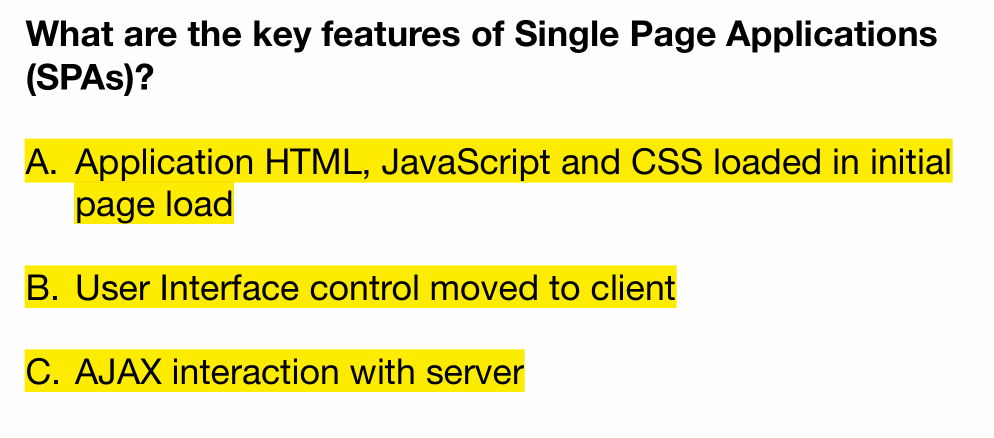 What are the key features of Single Page Applications
(SPAs)?
A. Application HTML, JavaScript and CSS loaded in initial
page load
B. User Interface control moved to client
C. AJAX interaction with server